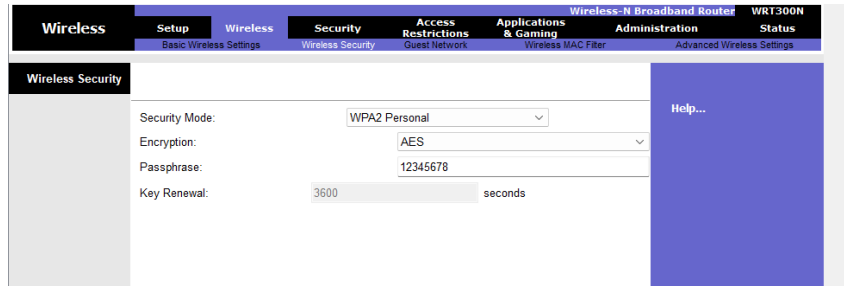 Wireless-N Broadband Router WRT300N
Wireless Setup Wireless Security Access Restrictions Applications & Gaming Administration Status
Basic Wireless Settings Wireless Security Guest Network Wireless MAC Filter Advanced Wireless Settings
Wireless Security
Help...
Security Mode: WPA2 Personal
Encryption: AES
Passphrase: 12345678
Key Renewal: 3600 seconds